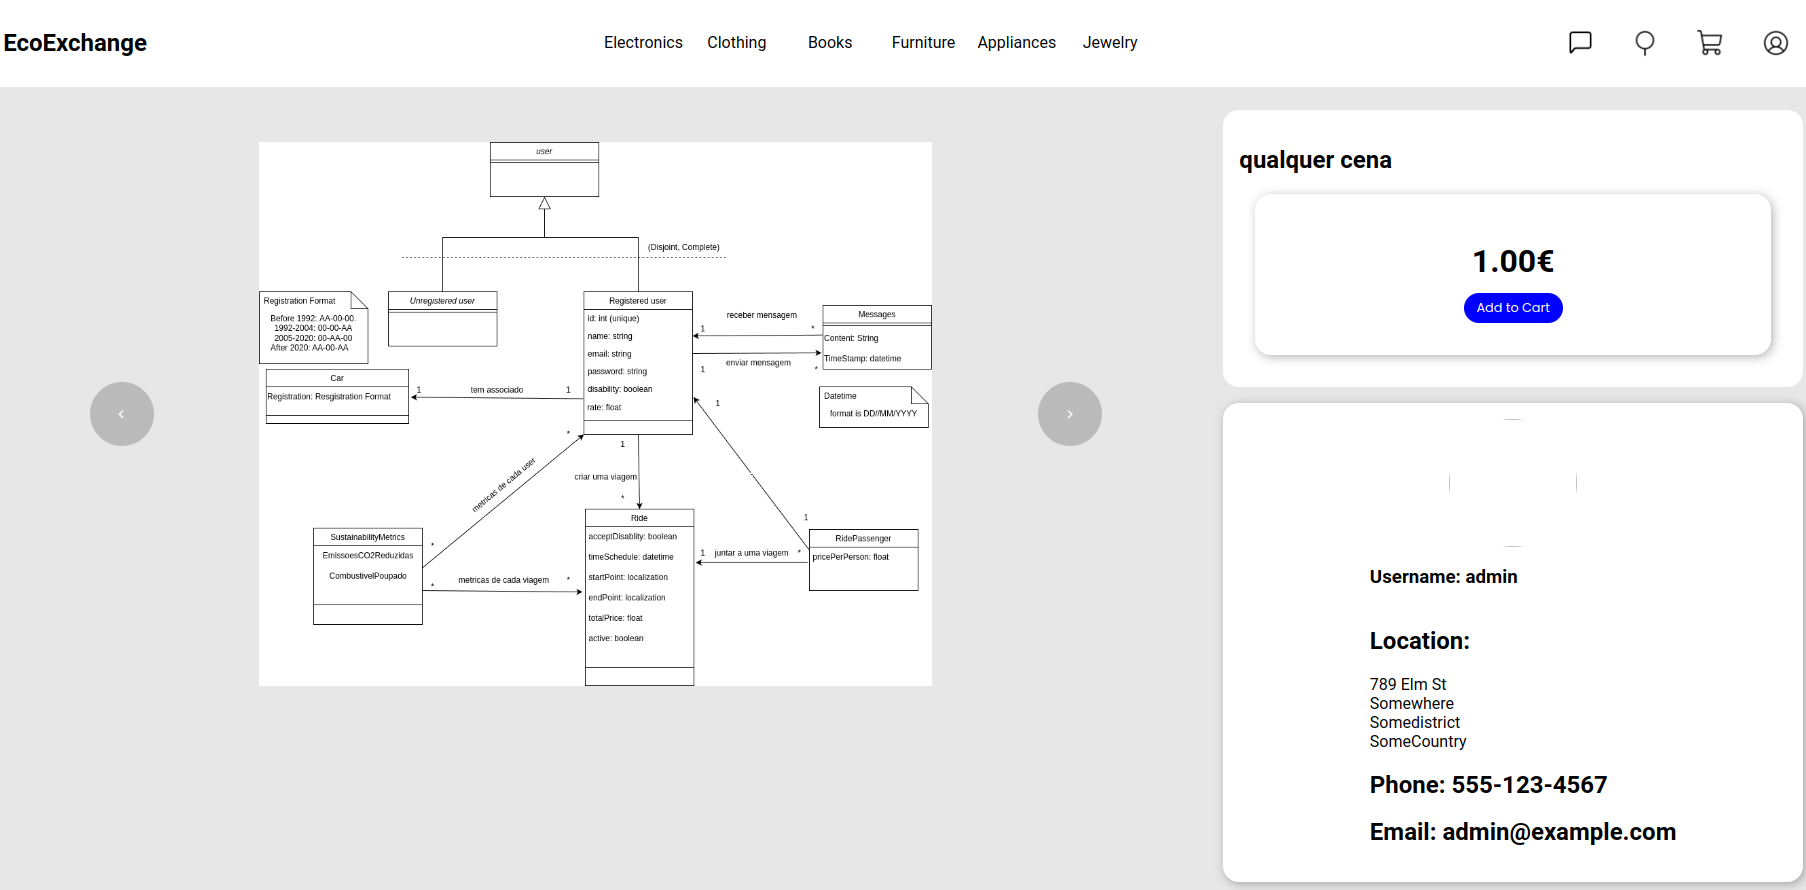 EcoExchange
Electronics
Clothing
Books
Furniture
Appliances
Jewelry
user
(Disjoint, Complete)
Registration Format
Before 1992: AA-00-00.
1992-2004: 00-00-AA
2005-2020: 00-AA-00
After 2020: AA-00-AA
Unregistered user
Registered user
id: int (unique)
name: string
email: string
password: string
disability: boolean
rate: float
receber mensagem
1
*
enviar mensagem
1
*
Messages
Content: String
TimeStamp: datetime
Datetime
format is DD//MM/YYYY
Car
Registration: Resgistration Format
1
tem associado
1
<
>
*
metricas de cada user
*
1
criar uma viagem
*
1
1
SustainabilityMetrics
EmissoesCO2Reduzidas
CombustivelPoupado
*
metricas de cada viagem
*
Ride
acceptDisablity: boolean
timeSchedule: datetime
startPoint: localization
endPoint: localization
totalPrice: float
active: boolean
1
juntar a uma viagem
*
RidePassenger
pricePerPerson: float
qualquer cena
1.00€
Add to Cart
Username: admin
Location:
789 Elm St
Somewhere
Somedistrict
SomeCountry
Phone: 555-123-4567
Email: admin@example.com